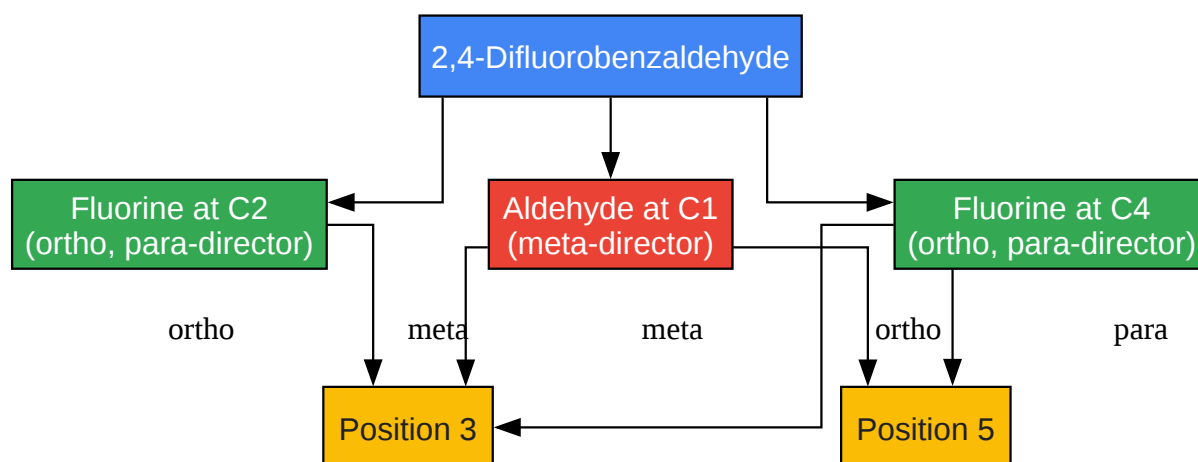 2,4-Difluorobenzaldehyde
Fluorine at C2
(ortho, para-director)
Aldehyde at C1
(meta-director)
Fluorine at C4
(ortho, para-director)
ortho
meta
meta
ortho
para
Position 3
Position 5